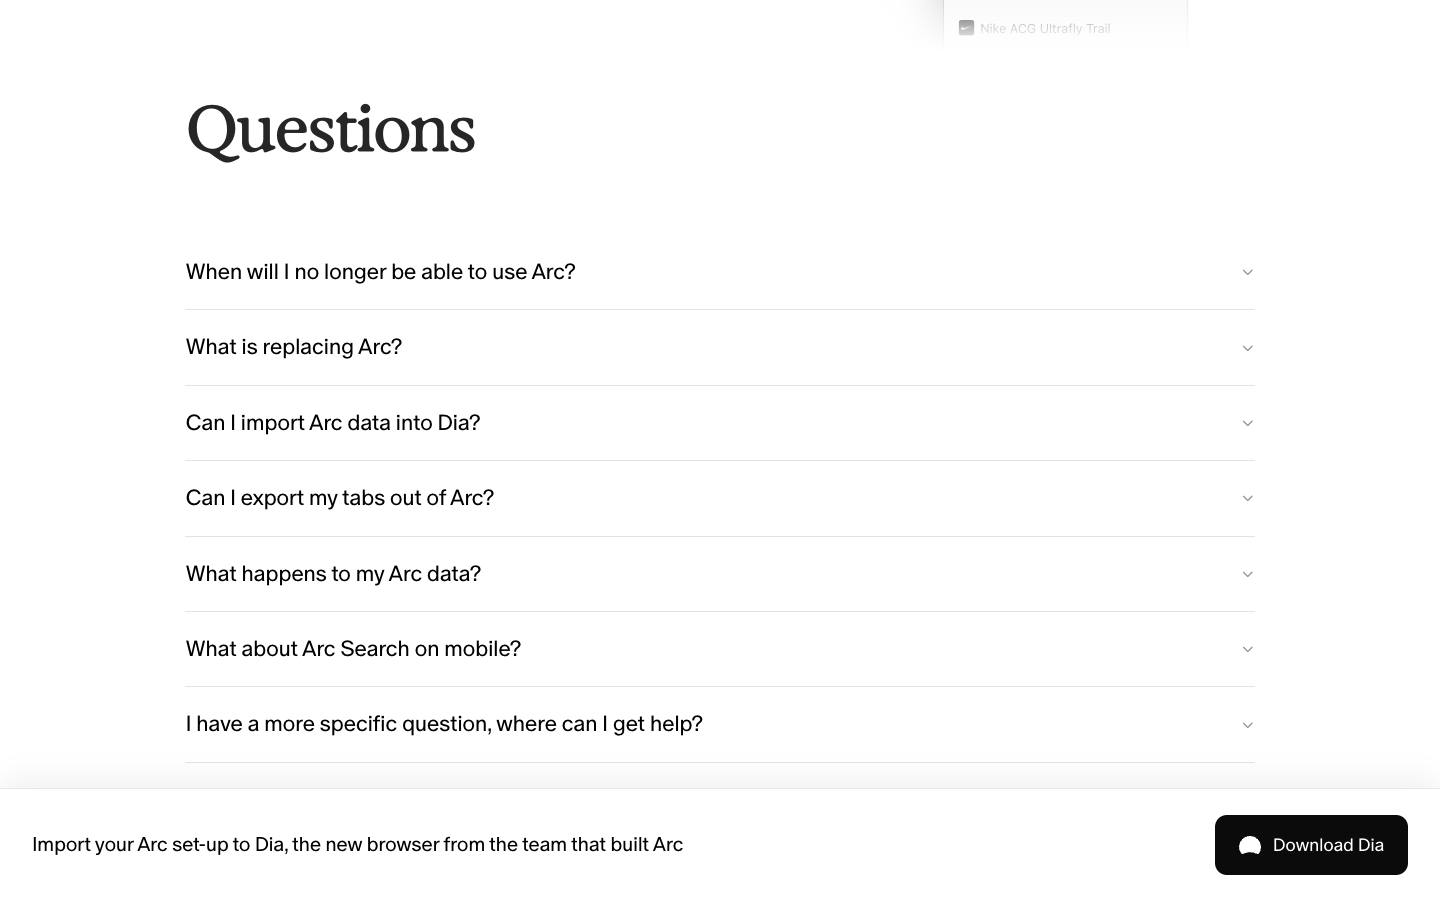 Nike ACG Ultrafly Trail
Questions
When will I no longer be able to use Arc?
What is replacing Arc?
Can I import Arc data into Dia?
Can I export my tabs out of Arc?
What happens to my Arc data?
What about Arc Search on mobile?
I have a more specific question, where can I get help?
Import your Arc set-up to Dia, the new browser from the team that built Arc
Download Dia